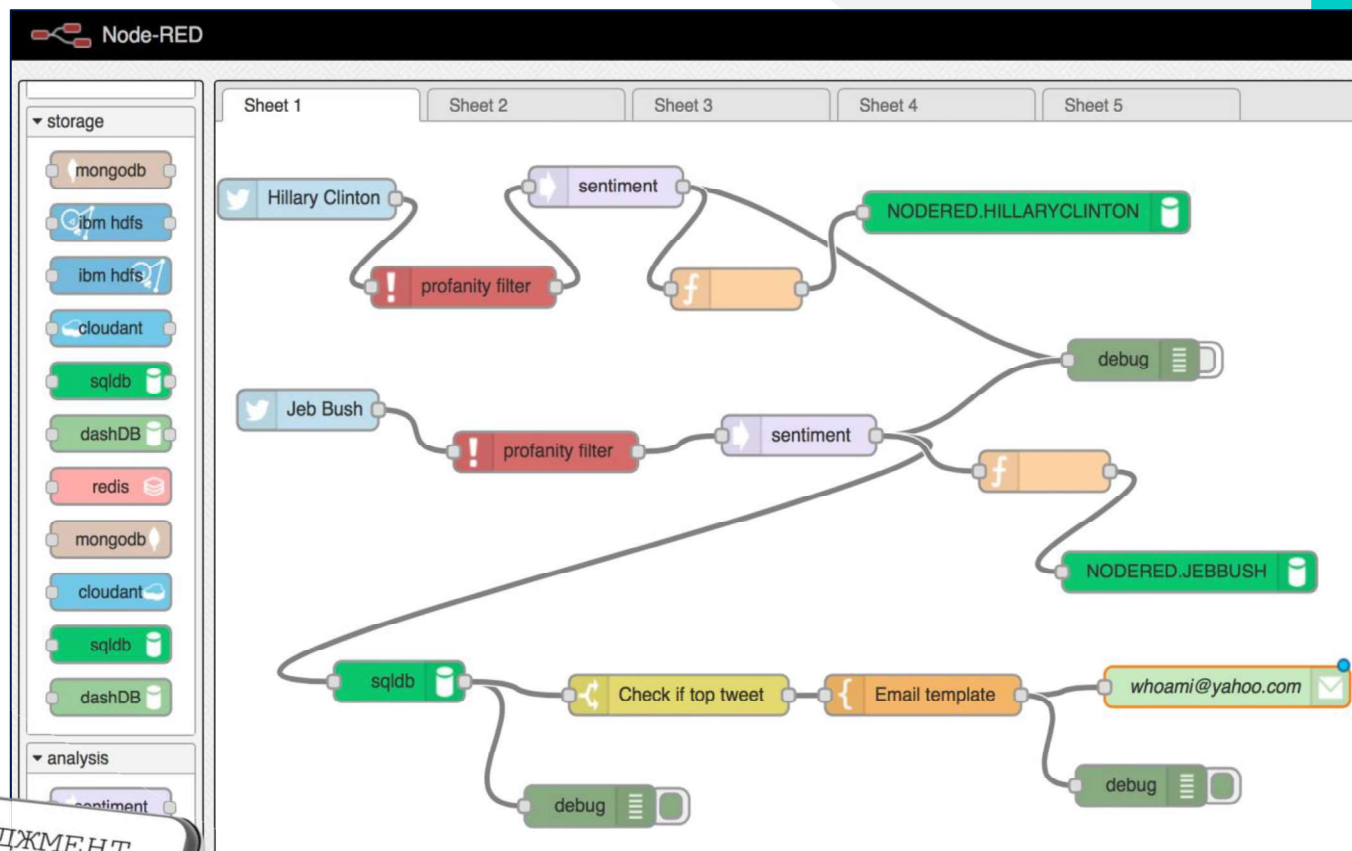 Node-RED
Sheet 1
Sheet 2
Sheet 3
Sheet 4
Sheet 5
storage
mongodb
ibm hdfs
ibm hdfs
cloudant
sqldb
dashDB
redis
mongodb
cloudant
sqldb
dashDB
analysis
sentiment
Hillary Clinton
profanity filter
sentiment
f
NODERED.HILLARYCLINTON
debug
Jeb Bush
profanity filter
sentiment
f
NODERED.JEBBUSH
sqldb
Check if top tweet
Email template
whoami@yahoo.com
debug
debug